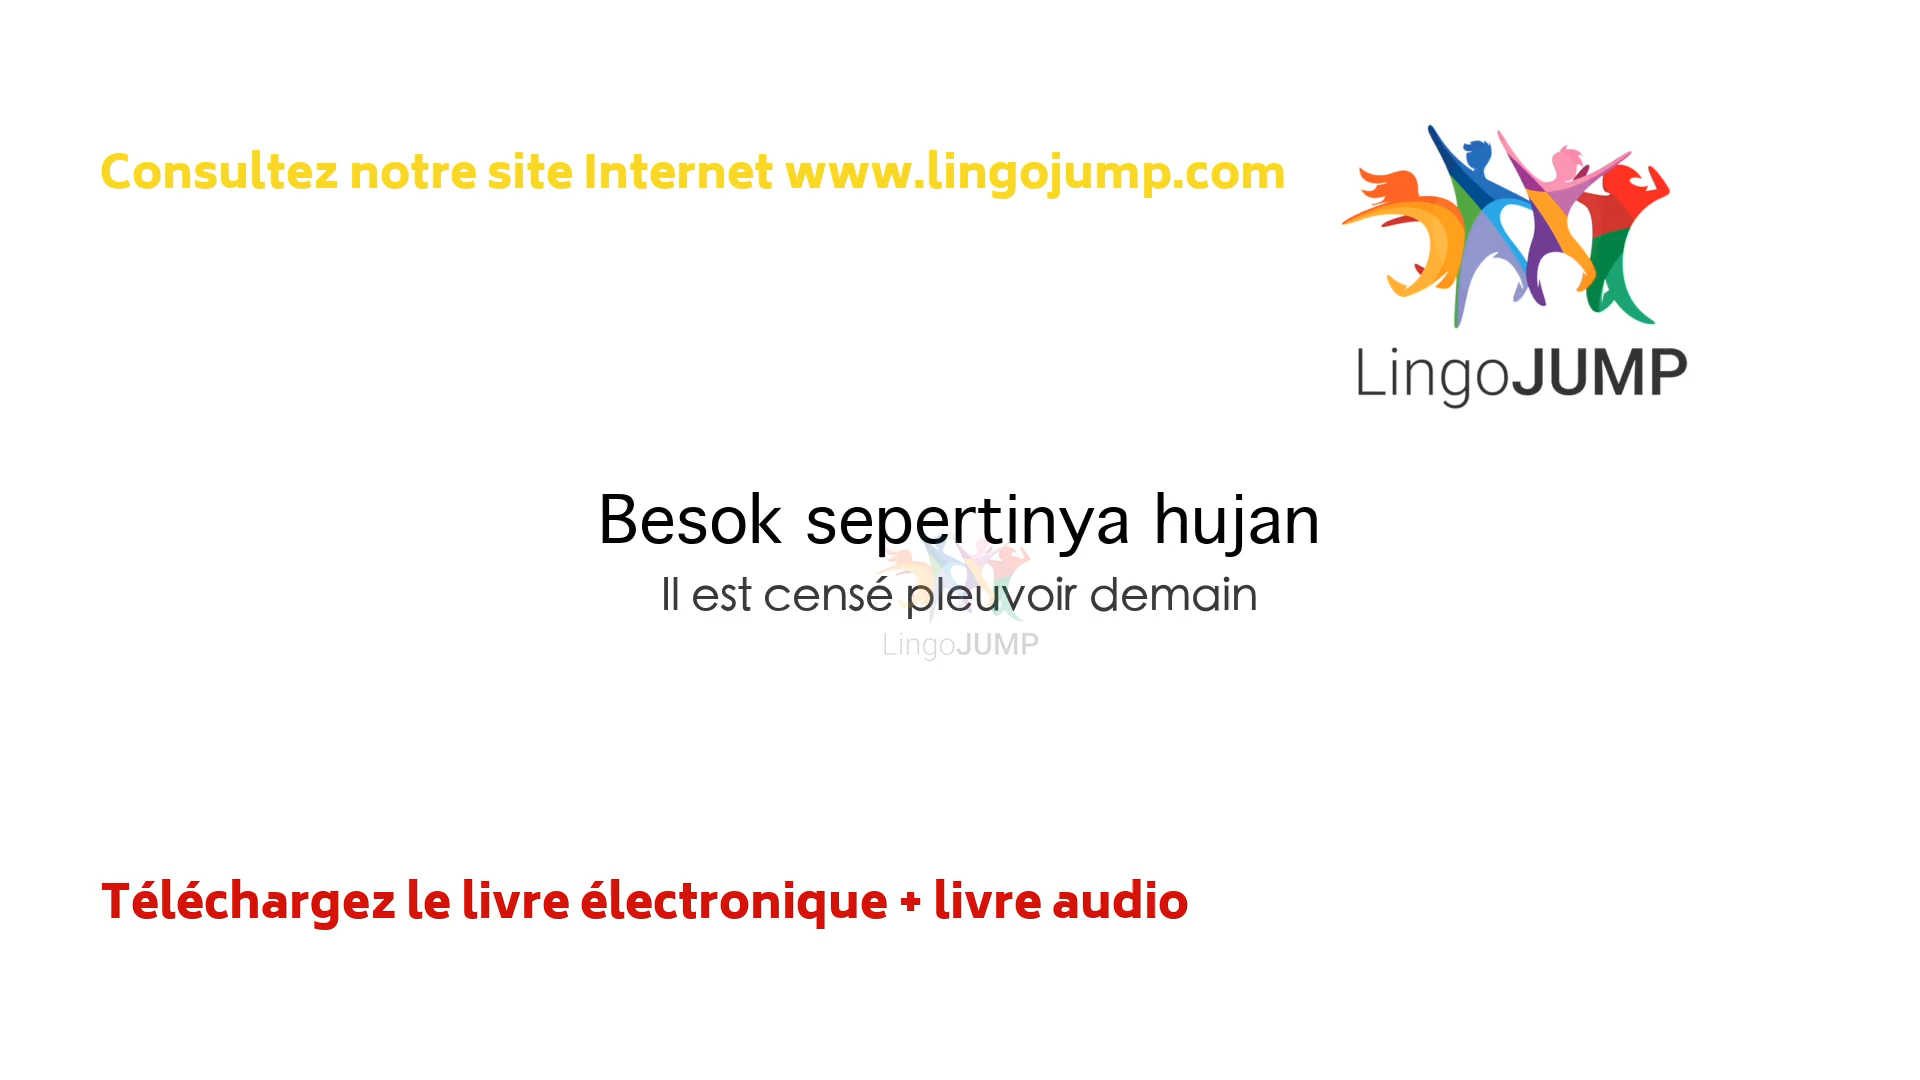 Consultez notre site Internet www.lingojump.com
LingoJUMP
Besok sepertinya hujan
Il est censé pleuvoir demain
LingoJUMP
Téléchargez le livre électronique + livre audio